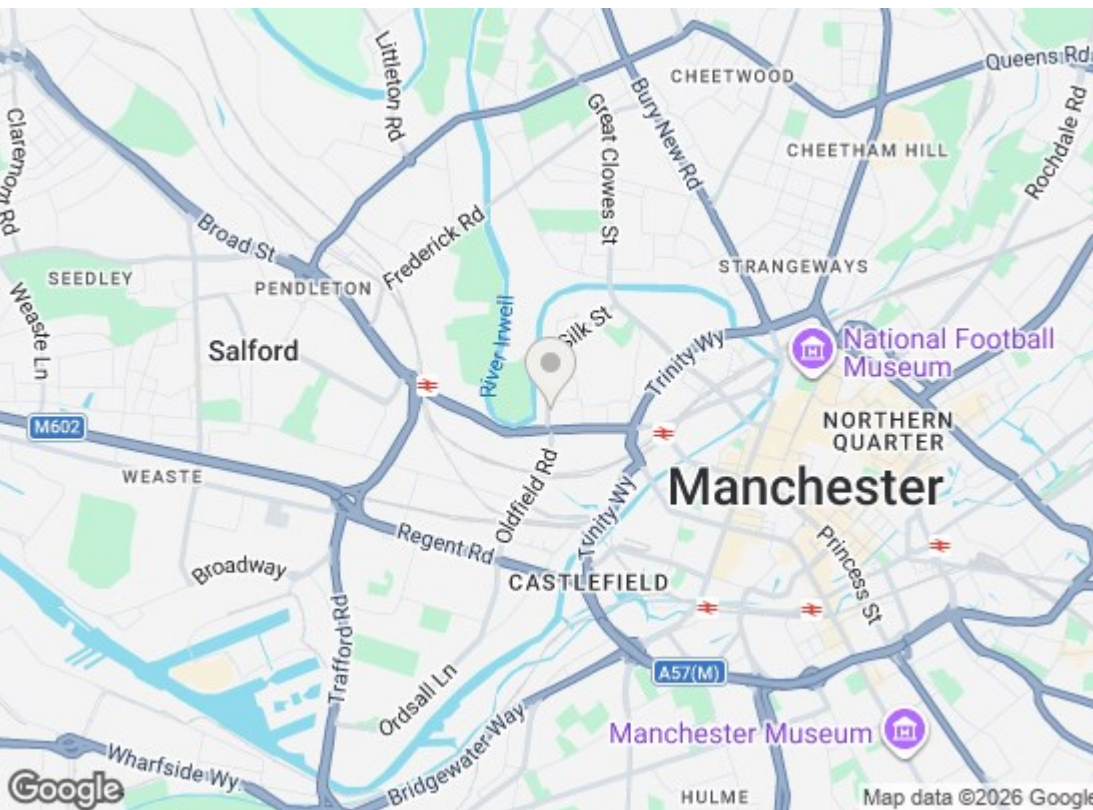 Littleton Rd
CHEETWOOD
Queens Rd
Great Clowes St
Bury New Rd
Claremont Rd
CHEETHAM HILL
Rochdale Rd
Broad St
Frederick Rd
SEEDLEY
PENDLETON
STRANGEWAYS
Weaste Ln
Salford
River Irwell
Silk St
Trinity Wy
National Football
Museum
M602
NORTHERN
QUARTER
WEASTE
Oldfield Rd
Manchester
Trinity Wy
Regent Rd
Princess St
Broadway
CASTLEFIELD
Trafford Rd
Ordsall Ln
A57(M)
Manchester Museum
Wharfside Wy.
Bridgewater Way
Google
HULME
Map data ©2026 Google